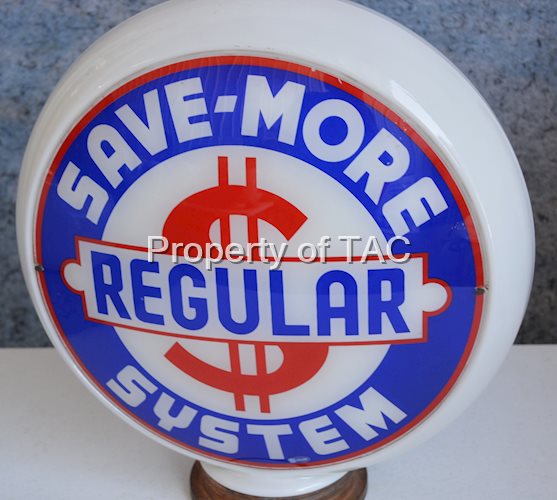 SAVE-MORE
$
Property of TAC
REGULAR
SYSTEM